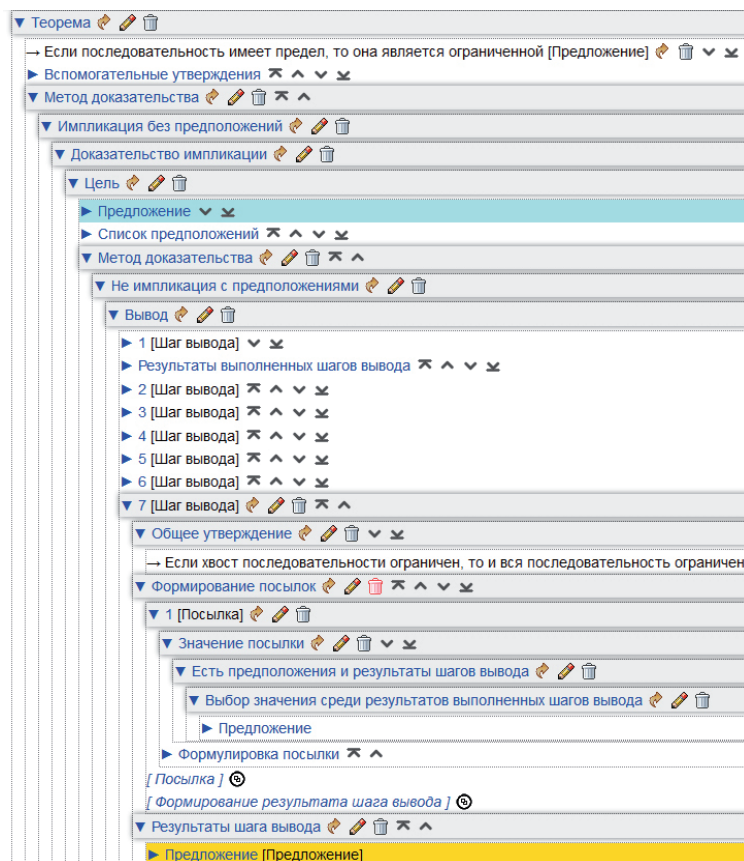 Теорема
Если последовательность имеет предел, то она является ограниченной [Предложение]
Вспомогательные утверждения
Метод доказательства
Импликация без предположений
Доказательство импликации
Цель
Предложение
Список предположений
Метод доказательства
Не импликация с предположениями
Вывод
1 [Шаг вывода]
Результаты выполненных шагов вывода
2 [Шаг вывода]
3 [Шаг вывода]
4 [Шаг вывода]
5 [Шаг вывода]
6 [Шаг вывода]
7 [Шаг вывода]
Общее утверждение
Если хвост последовательности ограничен, то и вся последовательность ограничен
Формирование посылок
1 [Посылка]
Значение посылки
Есть предположения и результаты шагов вывода
Выбор значения среди результатов выполненных шагов вывода
Предложение
Формулировка посылки
[ Посылка ]
[ Формирование результата шага вывода ]
Результаты шага вывода
Предложение [Предложение]